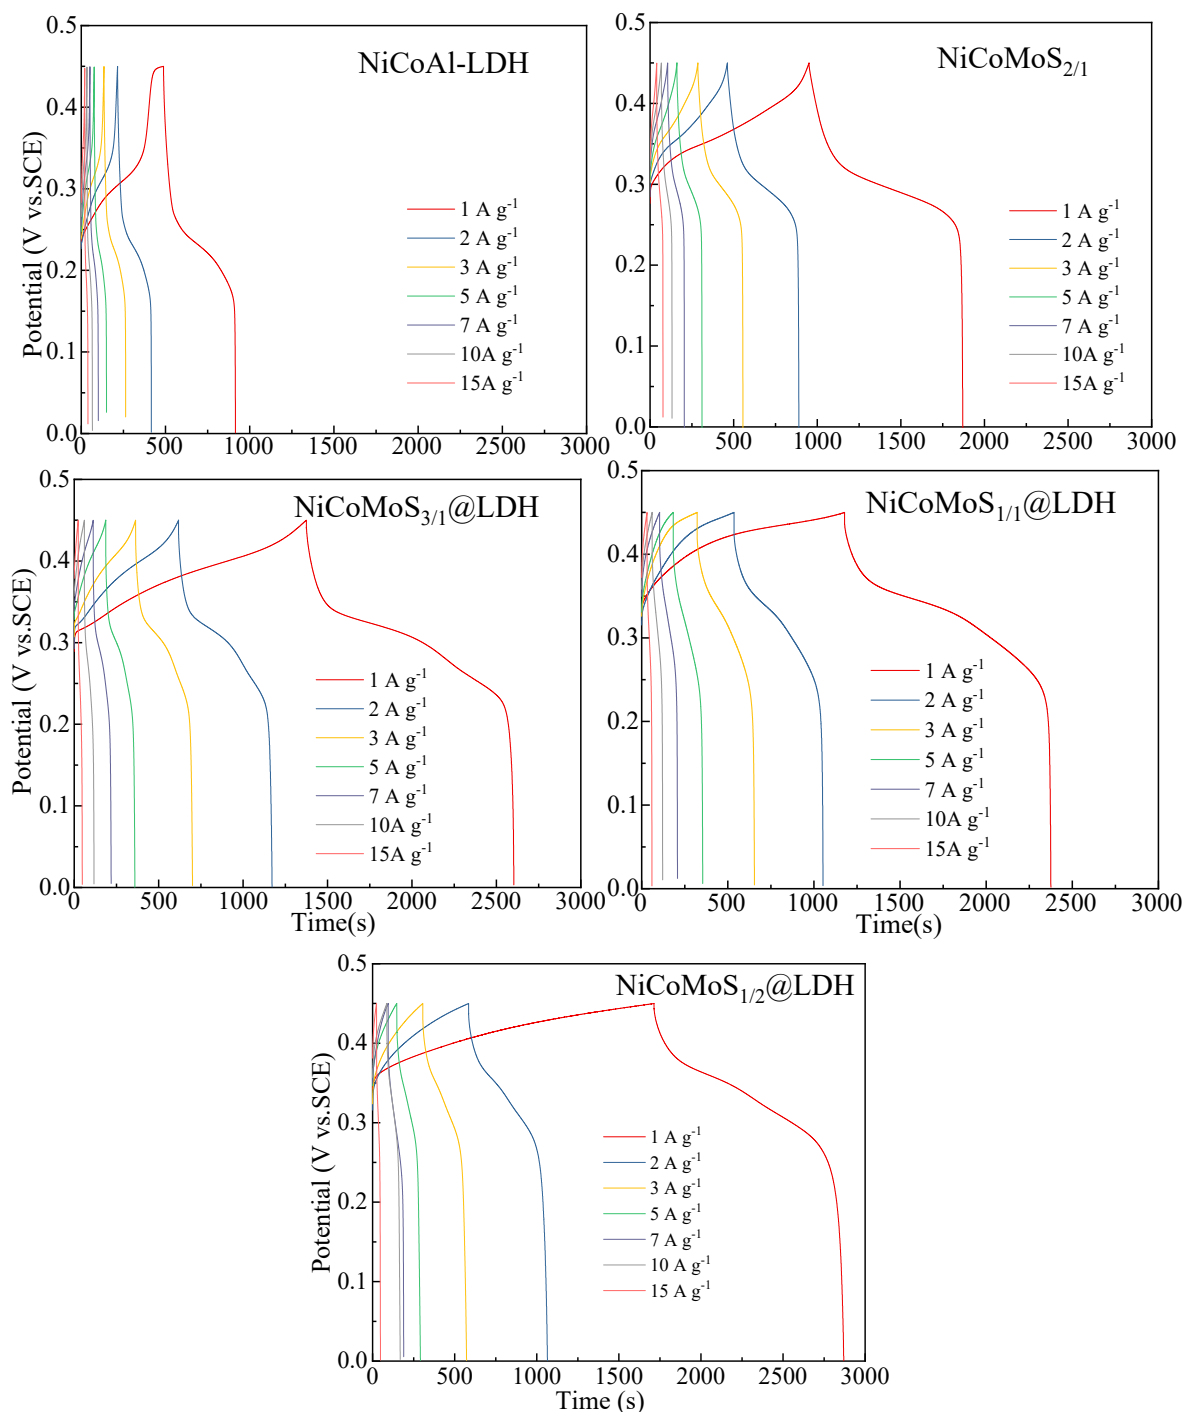 NiCoAl-LDH
Potential (V vs.SCE)
0.5
0.4
0.3
0.2
0.1
0.0
1 A g-1
2 A g-1
3 A g-1
5 A g-1
7 A g-1
10A g-1
15A g-1
0 500 1000 1500 2000 2500 3000
NiCoMoS2/1
0.5
0.4
0.3
0.2
0.1
0.0
1 A g-1
2 A g-1
3 A g-1
5 A g-1
7 A g-1
10A g-1
15A g-1
0 500 1000 1500 2000 2500 3000
NiCoMoS3/1@LDH
Potential (V vs.SCE)
0.5
0.4
0.3
0.2
0.1
0.0
1 A g-1
2 A g-1
3 A g-1
5 A g-1
7 A g-1
10A g-1
15A g-1
0 500 1000 1500 2000 2500 3000
Time(s)
NiCoMoS1/1@LDH
Potential (V vs.SCE)
0.5
0.4
0.3
0.2
0.1
0.0
1 A g-1
2 A g-1
3 A g-1
5 A g-1
7 A g-1
10A g-1
15A g-1
0 500 1000 1500 2000 2500 3000
Time(s)
NiCoMoS1/2@LDH
Potential (V vs.SCE)
0.5
0.4
0.3
0.2
0.1
0.0
1 A g-1
2 A g-1
3 A g-1
5 A g-1
7 A g-1
10 A g-1
15 A g-1
0 500 1000 1500 2000 2500 3000
Time (s)